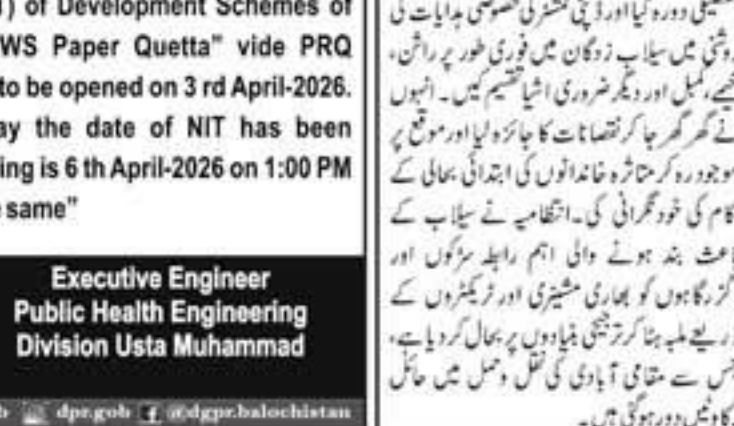 ) of Development Schemes of
WS Paper Quetta” vide PRQ
to be opened on 3 rd April-2026.
ay the date of NIT has been
ing is 6 th April-2026 on 1:00 PM
same”
Executive Engineer
Public Health Engineering
Division Usta Muhammad
dpr.gob @dgpr.balochistan
دورہ کیا اور ڈپٹی کمشنر کی خصوصی ہدایات کی
روشنی میں سیلاب زدگان میں فوری طور پر راشن،
خیمے، کمبل اور دیگر ضروری اشیا تقسیم کیں۔ انہوں
نے گھر گھر جا کر نقصانات کا جائزہ لیا اور موقع پر
موجود رہ کر متاثرہ خاندانوں کی ابتدائی بحالی کے
کام کی خود نگرانی کی۔ انتظامیہ نے سیلاب کے
باعث بند ہونے والی اہم رابطہ سڑکوں اور
گزرگاہوں کو بھاری مشینری اور ٹریکٹروں کے
ذریعے ملبہ ہٹا کر ترجیحی بنیادوں پر بحال کر دیا ہے،
جس سے مقامی آبادی کی نقل و حمل میں حائل
رکاوٹیں دور ہو گئی ہیں۔